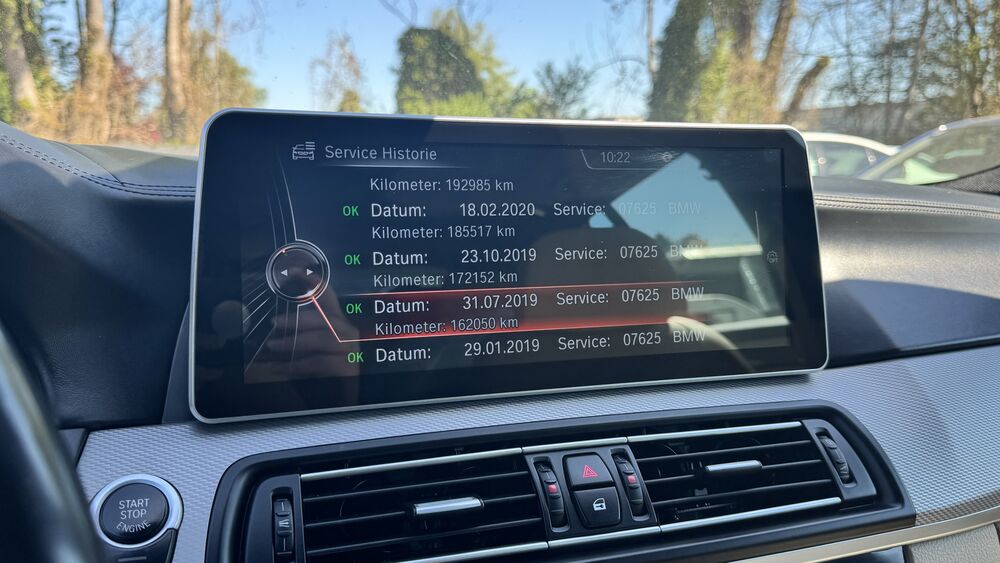 Service Historie 10:22
Kilometer: 192985 km
OK Datum: 18.02.2020 Service: 07625 BMW
Kilometer: 185517 km
OK Datum: 23.10.2019 Service: 07625 BMW
Kilometer: 172152 km
OK Datum: 31.07.2019 Service: 07625 BMW
Kilometer: 162050 km
OK Datum: 29.01.2019 Service: 07625 BMW
START
STOP
ENGINE